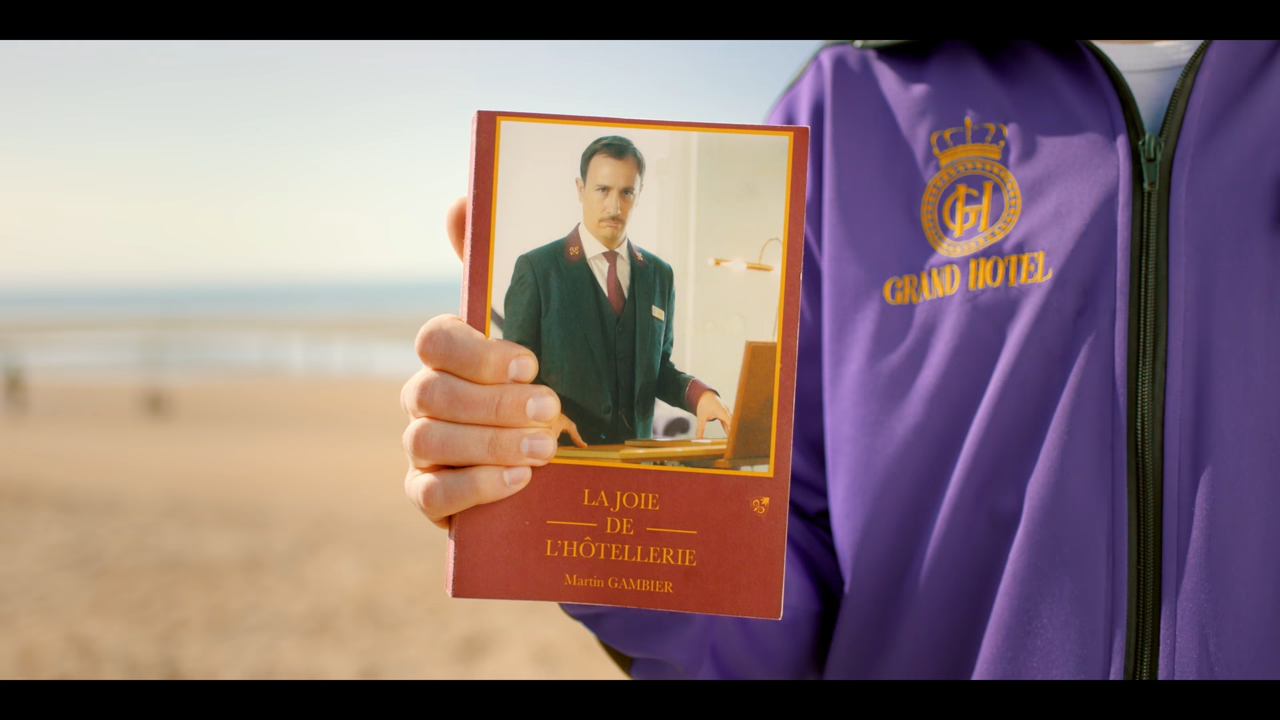 LA JOIE
DE
L'HÔTELLERIE
Martin GAMBIER
GH
GRAND HOTEL